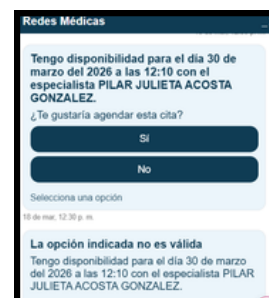 Redes Médicas
Tengo disponibilidad para el día 30 de
marzo del 2026 a las 12:10 con el
especialista PILAR JULIETA ACOSTA
GONZALEZ.
¿Te gustaría agendar esta cita?
Sí
No
Selecciona una opción
10 de mar, 12:30 p. m.
La opción indicada no es válida
Tengo disponibilidad para el día 30 de marzo
del 2026 a las 12:10 con el especialista PILAR
JULIETA ACOSTA GONZALEZ.